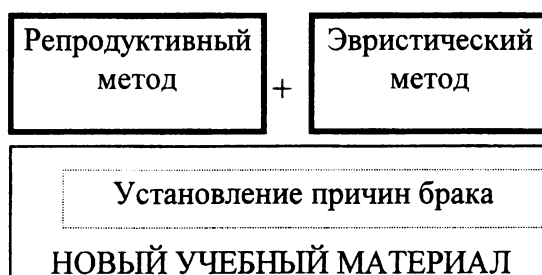 Репродуктивный
метод
+
Эвристический
метод
Установление причин брака
НОВЫЙ УЧЕБНЫЙ МАТЕРИАЛ